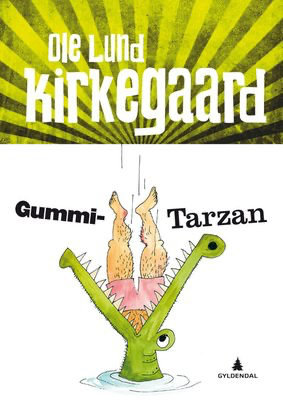 Ole Lund
Kirkegaard
Gummi-
Tarzan
GYLDENDAL